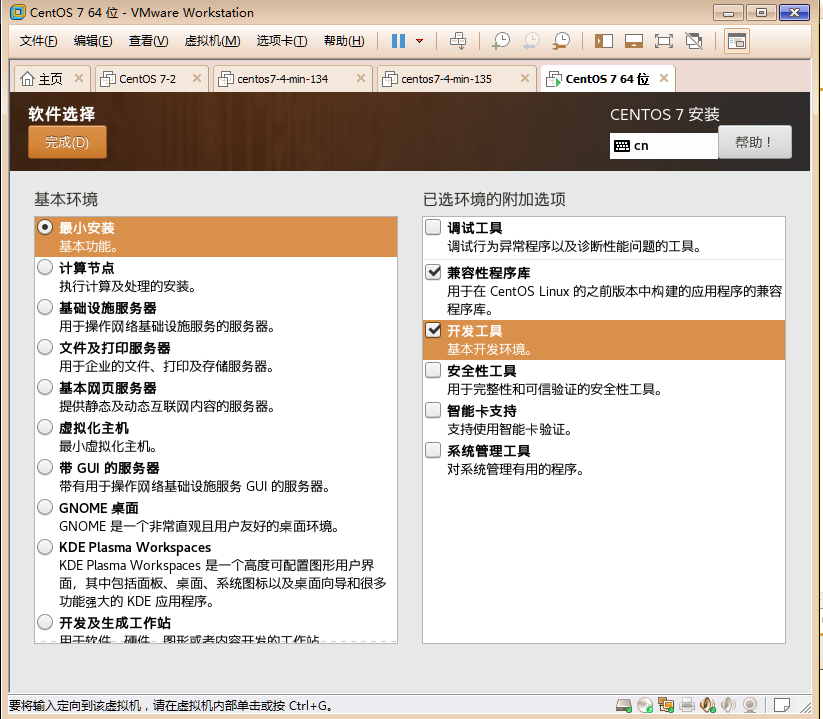 CentOS 7 64 位 - VMware Workstation
文件(F) 编辑(E) 查看(V) 虚拟机(M) 选项卡(T) 帮助(H)
主页 CentOS 7-2 centos7-4-min-134 centos7-4-min-135 CentOS 7 64 位
软件选择
完成(D)
CENTOS 7 安装
cn
帮助！
基本环境
最小安装
基本功能。
计算节点
执行计算及处理的安装。
基础设施服务器
用于操作网络基础设施服务的服务器。
文件及打印服务器
用于企业的文件、打印及存储服务器。
基本网页服务器
提供静态及动态互联网内容的服务器。
虚拟化主机
最小虚拟化主机。
带 GUI 的服务器
带有用于操作网络基础设施服务 GUI 的服务器。
GNOME 桌面
GNOME 是一个非常直观且用户友好的桌面环境。
KDE Plasma Workspaces
KDE Plasma Workspaces 是一个高度可配置图形用户界
面，其中包括面板、桌面、系统图标以及桌面向导和很多
功能强大的 KDE 应用程序。
开发及生成工作站
用于软件、硬件、图形或者内容开发的工作站
已选环境的附加选项
调试工具
调试行为异常程序以及诊断性能问题的工具。
兼容性程序库
用于在 CentOS Linux 的之前版本中构建的应用程序的兼容
程序库。
开发工具
基本开发环境。
安全性工具
用于完整性和可信验证的安全性工具。
智能卡支持
支持使用智能卡验证。
系统管理工具
对系统管理有用的程序。
要将输入定向到该虚拟机，请在虚拟机内部单击或按 Ctrl+G。